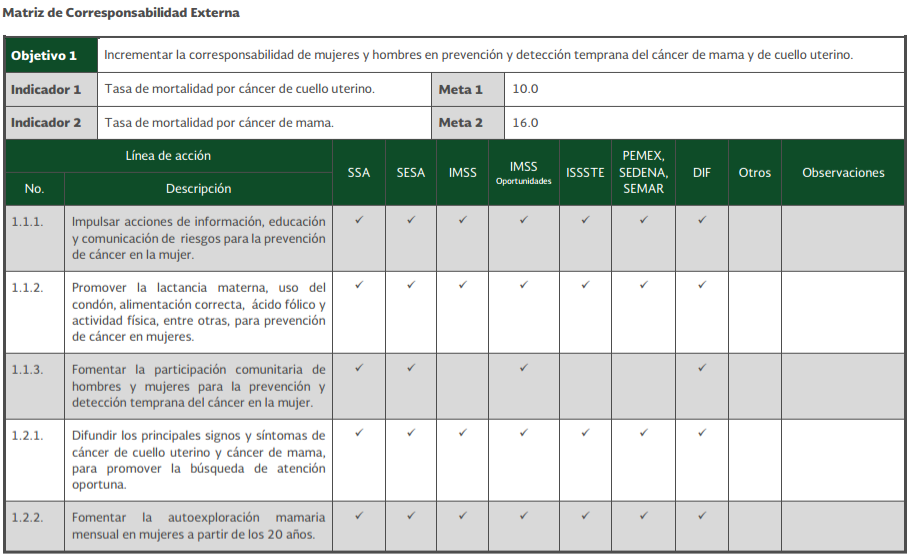 Matriz de Corresponsabilidad Externa
Objetivo 1 Incrementar la corresponsabilidad de mujeres y hombres en prevención y detección temprana del cáncer de mama y de cuello uterino.
Indicador 1 Tasa de mortalidad por cáncer de cuello uterino. Meta 1 10.0
Indicador 2 Tasa de mortalidad por cáncer de mama. Meta 2 16.0
Línea de acción
No. Descripción
SSA
SESA
IMSS
IMSS
Oportunidades
ISSSTE
PEMEX,
SEDENA,
SEMAR
DIF
Otros
Observaciones
1.1.1. Impulsar acciones de información, educación ✓ ✓ ✓ ✓ ✓ ✓ ✓
y comunicación de riesgos para la prevención
de cáncer en la mujer.
1.1.2. Promover la lactancia materna, uso del ✓ ✓ ✓ ✓ ✓ ✓ ✓
condón, alimentación correcta, ácido fólico y
actividad física, entre otras, para prevención
de cáncer en mujeres.
1.1.3. Fomentar la participación comunitaria de ✓ ✓ ✓ ✓
hombres y mujeres para la prevención y
detección temprana del cáncer en la mujer.
1.2.1. Difundir los principales signos y síntomas de ✓ ✓ ✓ ✓ ✓ ✓ ✓
cáncer de cuello uterino y cáncer de mama,
para promover la búsqueda de atención
oportuna.
1.2.2. Fomentar la autoexploración mamaria ✓ ✓ ✓ ✓ ✓ ✓ ✓
mensual en mujeres a partir de los 20 años.